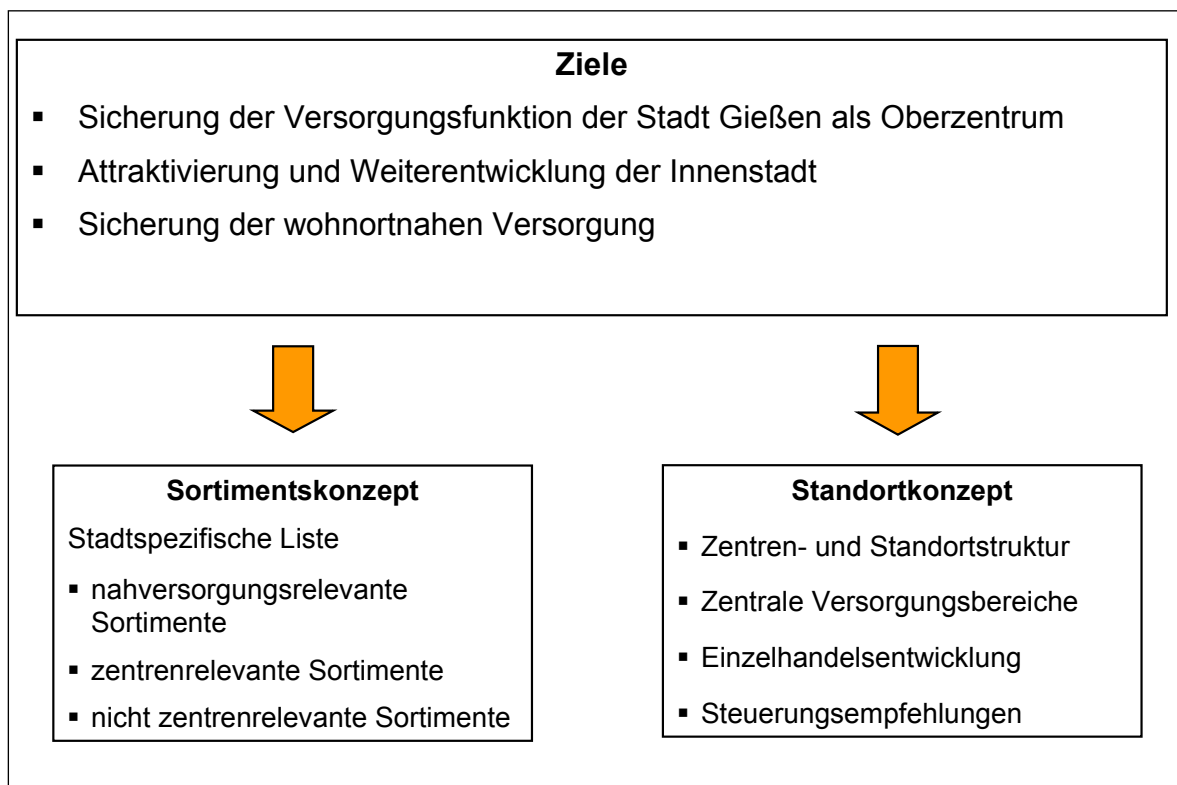 Ziele
▪ Sicherung der Versorgungsfunktion der Stadt Gießen als Oberzentrum
▪ Attraktivierung und Weiterentwicklung der Innenstadt
▪ Sicherung der wohnortnahen Versorgung
Sortimentskonzept
Stadtspezifische Liste
▪ nahversorgungsrelevante
Sortimente
▪ zentrenrelevante Sortimente
▪ nicht zentrenrelevante Sortimente
Standortkonzept
▪ Zentren- und Standortstruktur
▪ Zentrale Versorgungsbereiche
▪ Einzelhandelsentwicklung
▪ Steuerungsempfehlungen